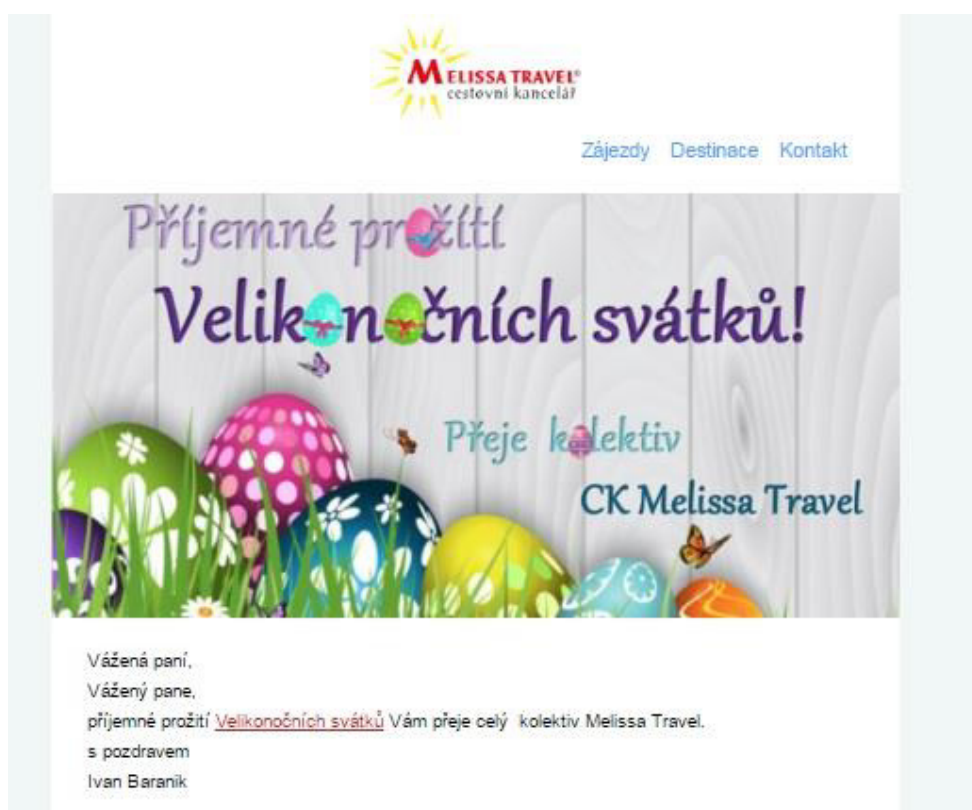 MELISSA TRAVEL®
cestovní kancelář
Zájezdy Destinace Kontakt
Příjemné prožití
Velikonočních svátků!
Přeje kolektiv
CK Melissa Travel
Vážená paní,
Vážený pane,
příjemné prožití Velikonočních svátků Vám přeje celý kolektiv Melissa Travel.
s pozdravem
Ivan Baranik